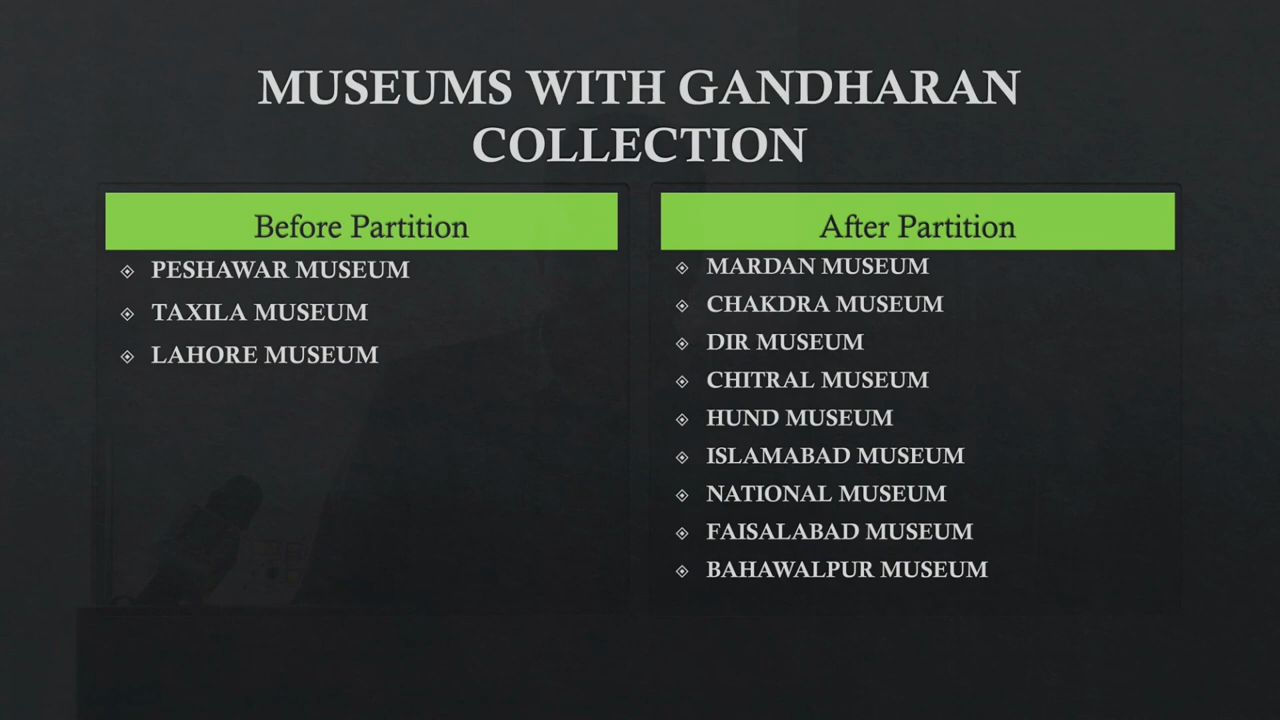 MUSEUMS WITH GANDHARAN
COLLECTION
Before Partition
PESHAWAR MUSEUM
TAXILA MUSEUM
LAHORE MUSEUM
After Partition
MARDAN MUSEUM
CHAKDRA MUSEUM
DIR MUSEUM
CHITRAL MUSEUM
HUND MUSEUM
ISLAMABAD MUSEUM
NATIONAL MUSEUM
FAISALABAD MUSEUM
BAHAWALPUR MUSEUM